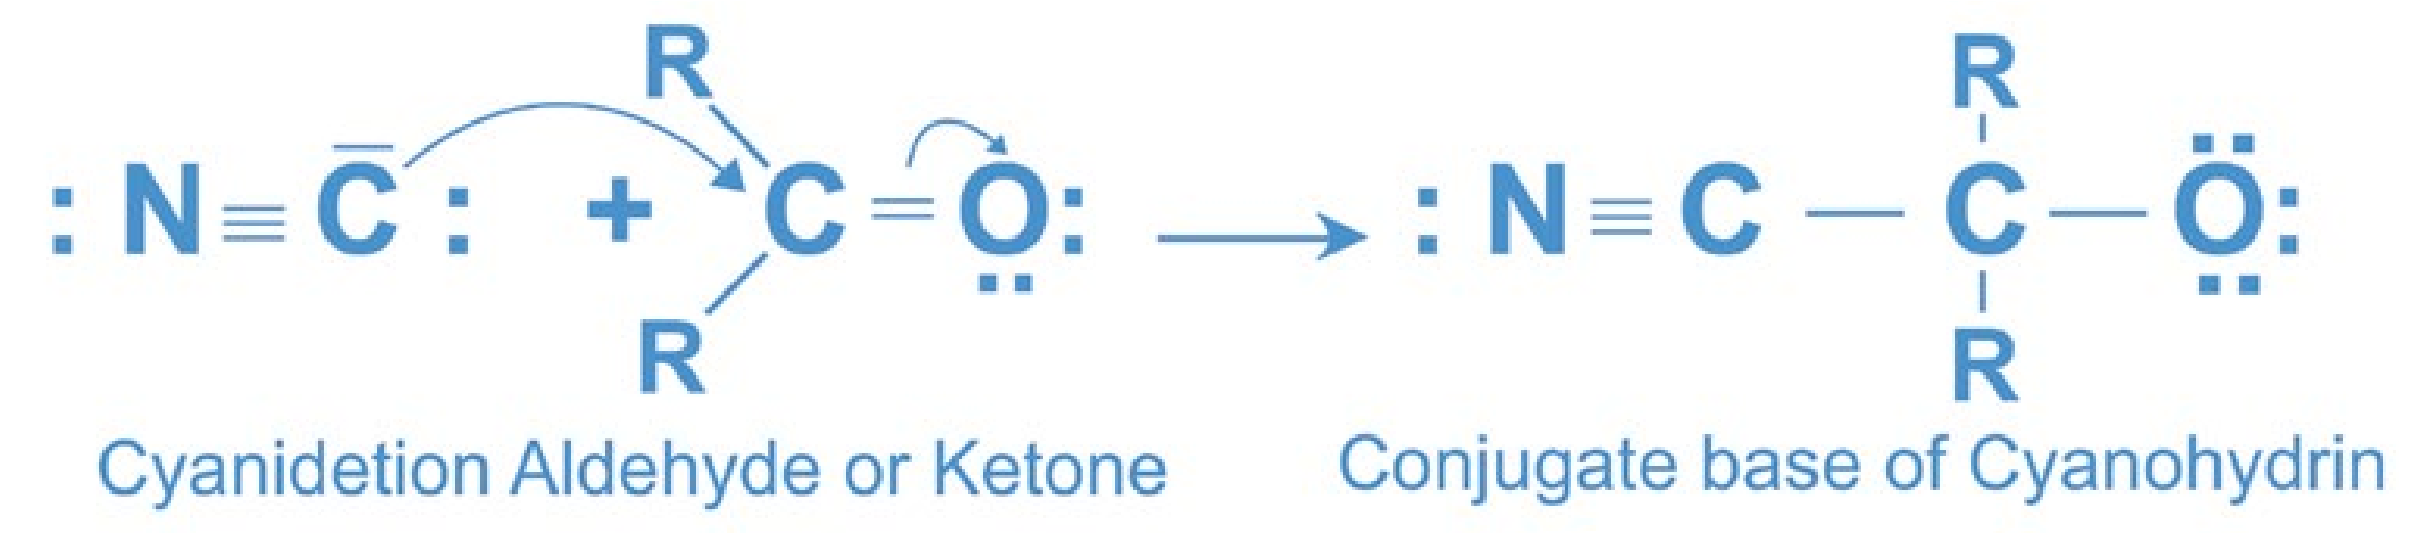 R R
: N ≡ C̅ : + C = O: → : N ≡ C — C — O:
R R
Cyanidetion Aldehyde or Ketone
Conjugate base of Cyanohydrin